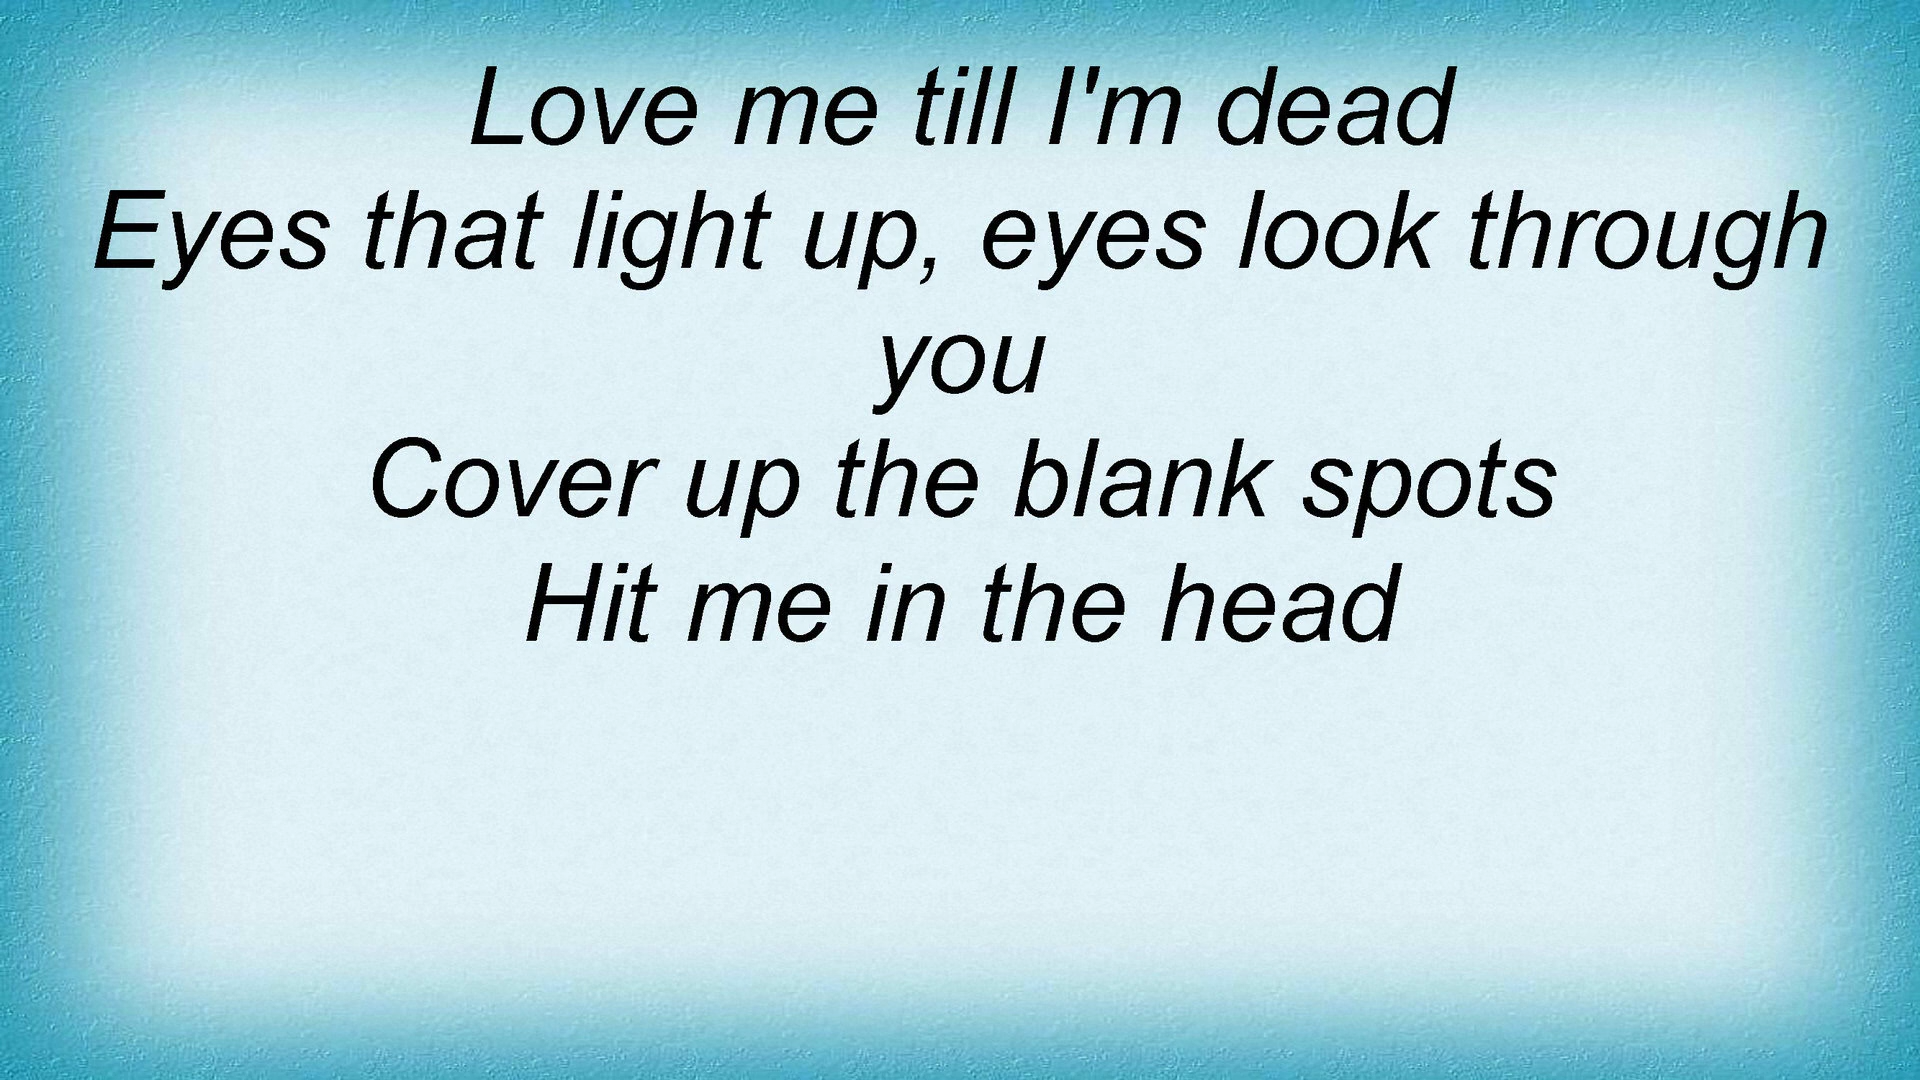 Love me till I'm dead
Eyes that light up, eyes look through
you
Cover up the blank spots
Hit me in the head